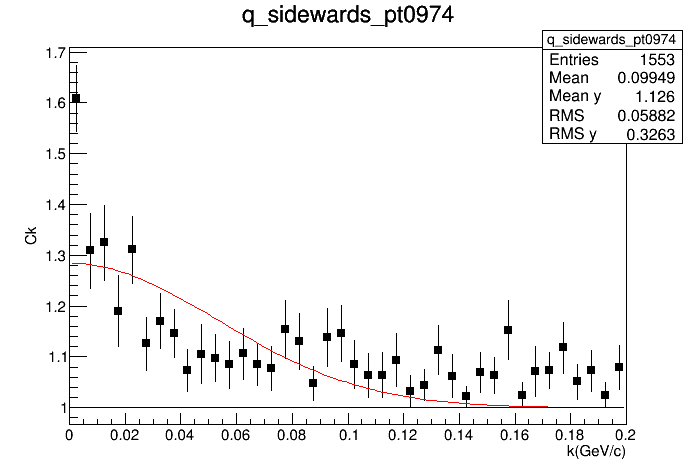 q_sidewards_pt0974
q_sidewards_pt0974
Entries 1553
Mean 0.09949
Mean y 1.126
RMS 0.05882
RMS y 0.3263
Ck
1.7
1.6
1.5
1.4
1.3
1.2
1.1
1
0 0.02 0.04 0.06 0.08 0.1 0.12 0.14 0.16 0.18 0.2
k(GeV/c)